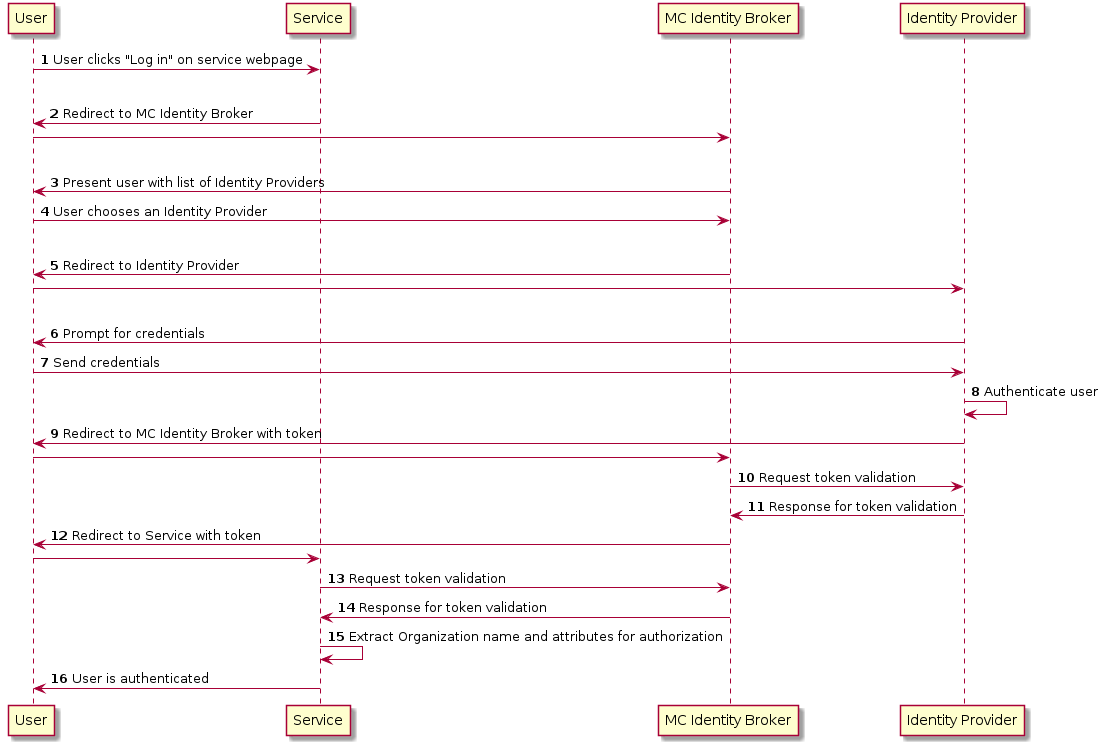 User
Service
MC Identity Broker
Identity Provider
1 User clicks "Log in" on service webpage
2 Redirect to MC Identity Broker
3 Present user with list of Identity Providers
4 User chooses an Identity Provider
5 Redirect to Identity Provider
6 Prompt for credentials
7 Send credentials
8 Authenticate user
9 Redirect to MC Identity Broker with token
10 Request token validation
11 Response for token validation
12 Redirect to Service with token
13 Request token validation
14 Response for token validation
15 Extract Organization name and attributes for authorization
16 User is authenticated
User
Service
MC Identity Broker
Identity Provider